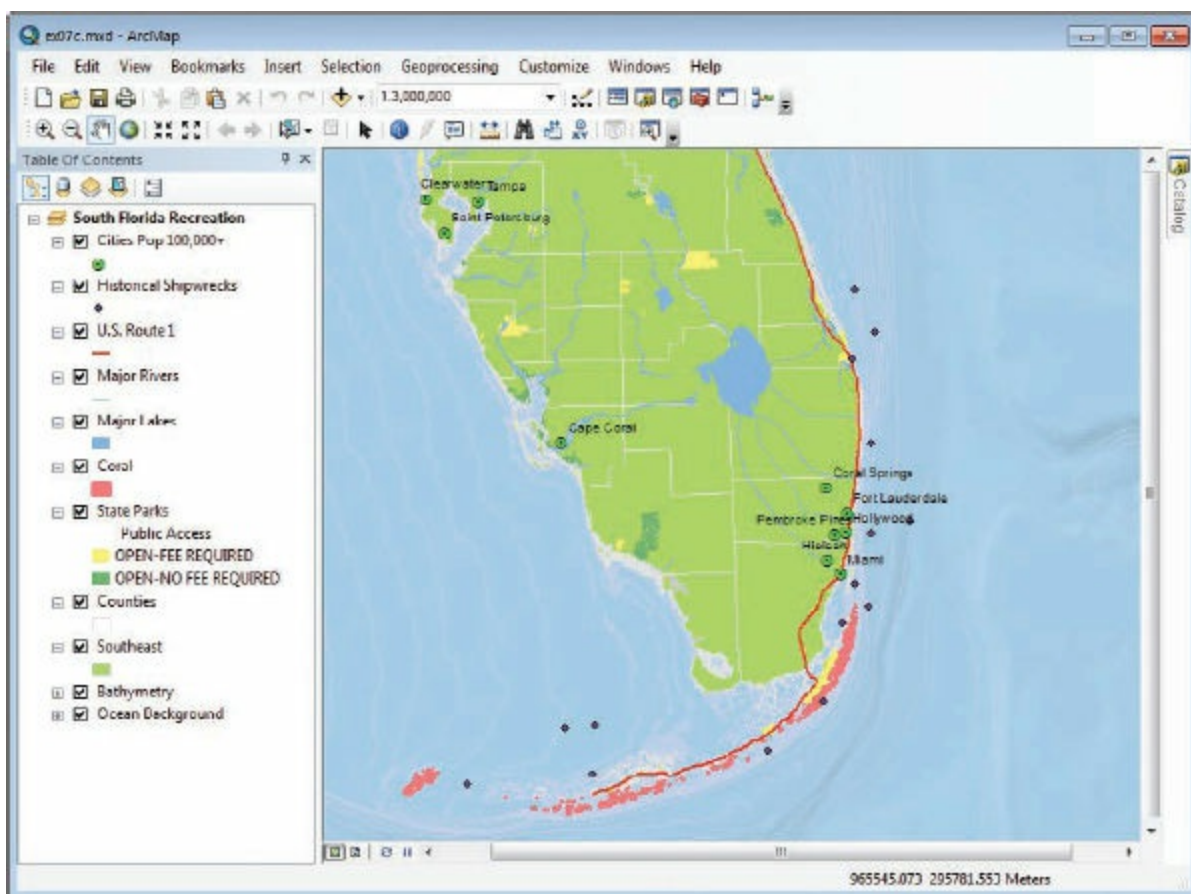 ex07c.mxd - ArcMap
File Edit View Bookmarks Insert Selection Geoprocessing Customize Windows Help
1:3,000,000
Table Of Contents
South Florida Recreation
Cities Pop 100,000+
Historical Shipwrecks
U.S. Route 1
Major Rivers
Major Lakes
Coral
State Parks
Public Access
OPEN-FEE REQUIRED
OPEN-NO FEE REQUIRED
Counties
Southeast
Bathymetry
Ocean Background
Clearwater Tampa
Saint Petersburg
Cape Coral
Coral Springs
Fort Lauderdale
Pembroke Pines Hollywood
Hialeah
Miami
Catalog
965545.073 295781.553 Meters